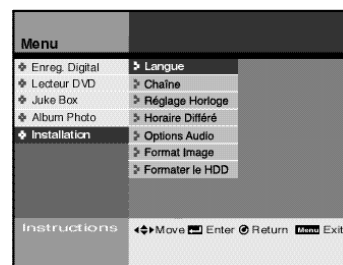 Menu
Enreg. Digital
Lecteur DVD
Juke Box
Album Photo
Installation
Langue
Chaîne
Réglage Horloge
Horaire Différé
Options Audio
Format Image
Formater le HDD
Instructions
Move Enter Return Menu Exit